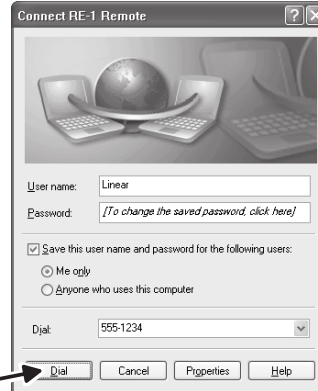 Connect RE-1 Remote
User name: Linear
Password: [To change the saved password, click here]
Save this user name and password for the following users:
Me only
Anyone who uses this computer
Dial: 555-1234
Dial Cancel Properties Help